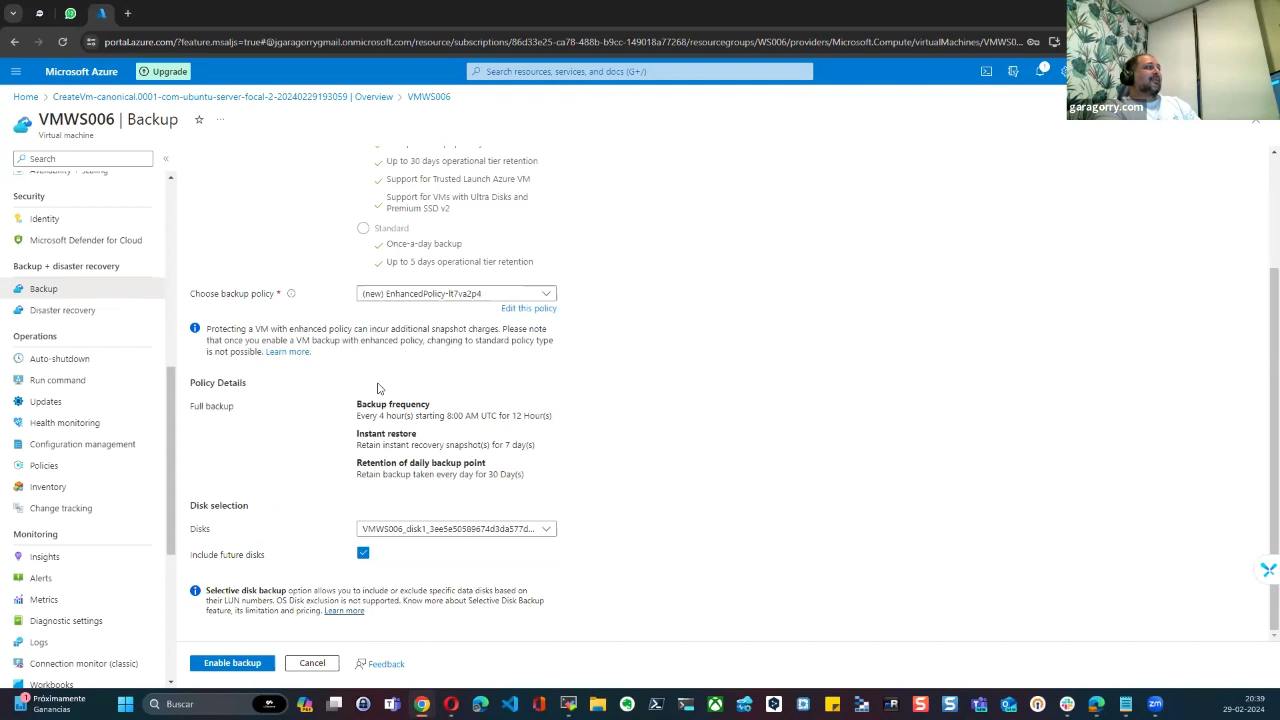 portal.azure.com/?feature.msaljs=true#@jgaragorrygmail.onmicrosoft.com/resource/subscriptions/86d33e25-ca78-488b-b9cc-149018a77268/resourcegroups/WS006/providers/Microsoft.Compute/virtualMachines/VMWS0...
Microsoft Azure
Upgrade
Search resources, services, and docs (G+/)
1
garagorry.com
Home > CreateVm-canonical.0001-com-ubuntu-server-focal-2-20240229193059 | Overview > VMWS006
VMWS006 | Backup
Virtual machine
Search
Availability + scaling
Security
Identity
Microsoft Defender for Cloud
Backup + disaster recovery
Backup
Disaster recovery
Operations
Auto-shutdown
Run command
Updates
Health monitoring
Configuration management
Policies
Inventory
Change tracking
Monitoring
Insights
Alerts
Metrics
Diagnostic settings
Logs
Connection monitor (classic)
Workbooks
Up to 30 days operational tier retention
Support for Trusted Launch Azure VM
Support for VMs with Ultra Disks and
Premium SSD v2
Standard
Once-a-day backup
Up to 5 days operational tier retention
Choose backup policy *
(new) EnhancedPolicy-lt7va2p4
Edit this policy
Protecting a VM with enhanced policy can incur additional snapshot charges. Please note
that once you enable a VM backup with enhanced policy, changing to standard policy type
is not possible. Learn more.
Policy Details
Full backup
Backup frequency
Every 4 hour(s) starting 8:00 AM UTC for 12 Hour(s)
Instant restore
Retain instant recovery snapshot(s) for 7 day(s)
Retention of daily backup point
Retain backup taken every day for 30 Day(s)
Disk selection
Disks
VMWS006_disk1_3ee5e50589674d3da577d...
Include future disks
Selective disk backup option allows you to include or exclude specific data disks based on
their LUN numbers. OS Disk exclusion is not supported. Know more about Selective Disk Backup
feature, its limitation and pricing. Learn more
Enable backup
Cancel
Feedback
1
Próximamente
Ganancias
Buscar
20:39
29-02-2024